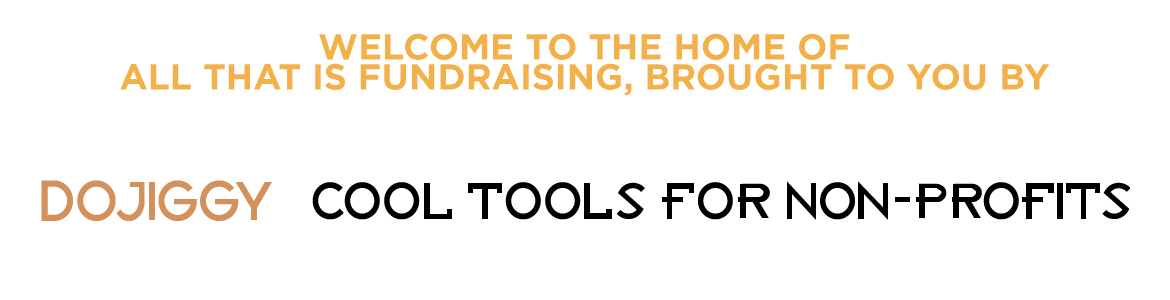 WELCOME TO THE HOME OF
ALL THAT IS FUNDRAISING, BROUGHT TO YOU BY
DOJIGGY COOL TOOLS FOR NON-PROFITS